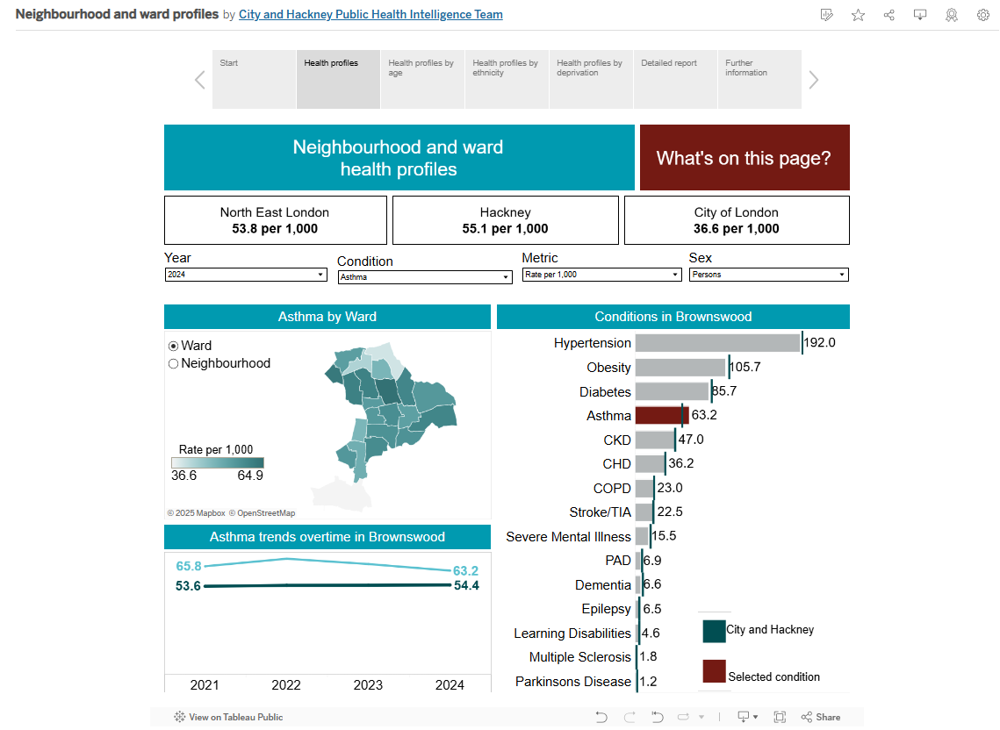 Neighbourhood and ward profiles by City and Hackney Public Health Intelligence Team
Start
Health profiles
Health profiles by
age
Health profiles by
ethnicity
Health profiles by
deprivation
Detailed report
Further
information
Neighbourhood and ward
health profiles
What's on this page?
North East London
53.8 per 1,000
Hackney
55.1 per 1,000
City of London
36.6 per 1,000
Year
2024
Condition
Asthma
Metric
Rate per 1,000
Sex
Persons
Asthma by Ward
Ward
Neighbourhood
Rate per 1,000
36.6 64.9
© 2025 Mapbox © OpenStreetMap
Asthma trends overtime in Brownswood
65.8 63.2
53.6 54.4
2021 2022 2023 2024
Conditions in Brownswood
Hypertension 192.0
Obesity 105.7
Diabetes 85.7
Asthma 63.2
CKD 47.0
CHD 36.2
COPD 23.0
Stroke/TIA 22.5
Severe Mental Illness 15.5
PAD 6.9
Dementia 6.6
Epilepsy 6.5
Learning Disabilities 4.6
Multiple Sclerosis 1.8
Parkinsons Disease 1.2
City and Hackney
Selected condition
View on Tableau Public
Share